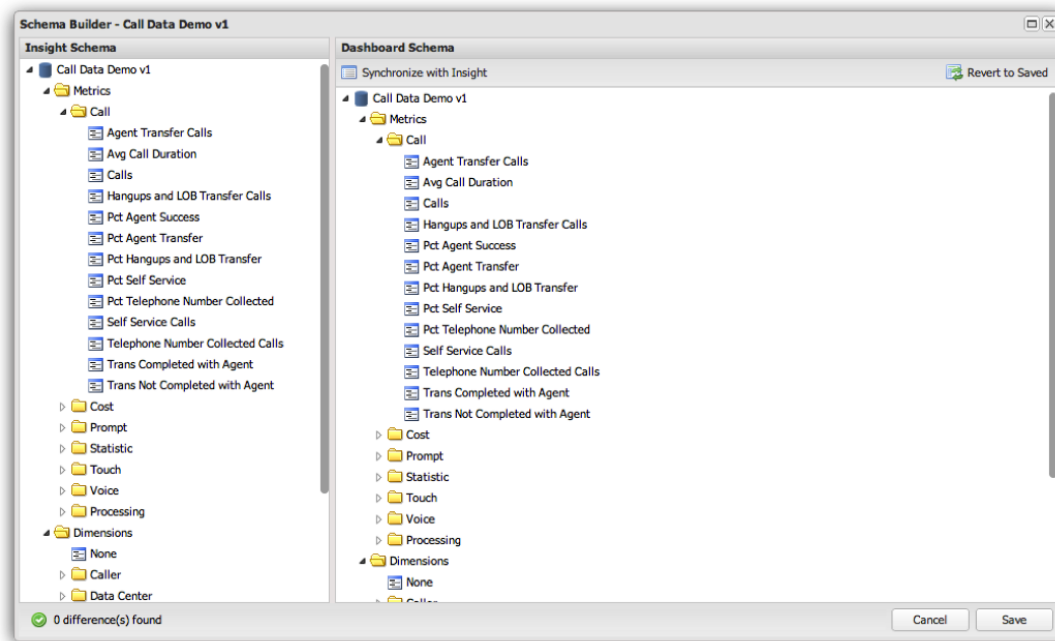 Schema Builder - Call Data Demo v1
Insight Schema
Call Data Demo v1
Metrics
Call
Agent Transfer Calls
Avg Call Duration
Calls
Hangups and LOB Transfer Calls
Pct Agent Success
Pct Agent Transfer
Pct Hangups and LOB Transfer
Pct Self Service
Pct Telephone Number Collected
Self Service Calls
Telephone Number Collected Calls
Trans Completed with Agent
Trans Not Completed with Agent
Cost
Prompt
Statistic
Touch
Voice
Processing
Dimensions
None
Caller
Data Center
Dashboard Schema
Synchronize with Insight
Revert to Saved
Call Data Demo v1
Metrics
Call
Agent Transfer Calls
Avg Call Duration
Calls
Hangups and LOB Transfer Calls
Pct Agent Success
Pct Agent Transfer
Pct Hangups and LOB Transfer
Pct Self Service
Pct Telephone Number Collected
Self Service Calls
Telephone Number Collected Calls
Trans Completed with Agent
Trans Not Completed with Agent
Cost
Prompt
Statistic
Touch
Voice
Processing
Dimensions
None
Caller
0 difference(s) found
Cancel
Save